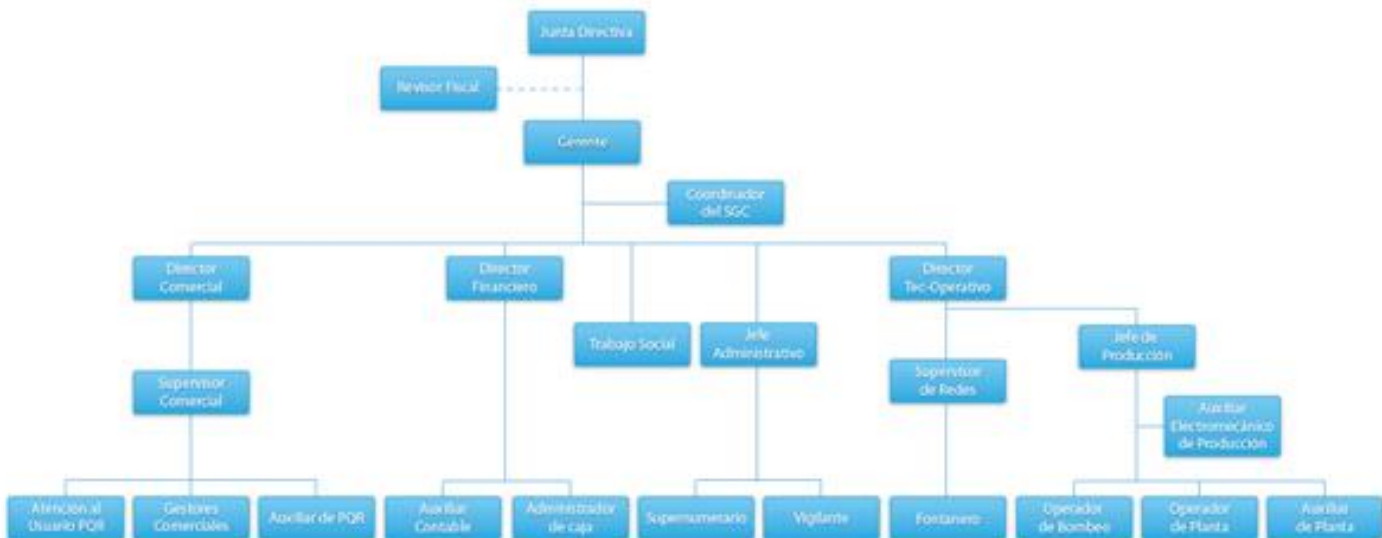 Junta Directiva
Revisor Fiscal
Gerente
Coordinador
del SGC
Director
Comercial
Director
Financiero
Director
Tec-Operativo
Trabajo Social
Jefe
Administrativo
Jefe de
Producción
Supervisor
Comercial
Supervisor
de Redes
Auxiliar
Electromecánico
de Producción
Atención al
Usuario PQR
Gestores
Comerciales
Auxiliar de PQR
Auxiliar
Contable
Administrador
de caja
Supernumerario
Vigilante
Fontanero
Operador
de Bombeo
Operador
de Planta
Auxiliar
de Planta